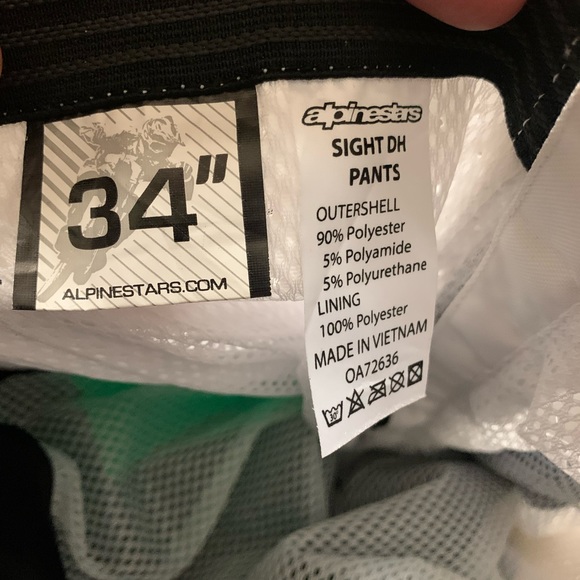 34"
ALPINESTARS.COM
alpinestars
SIGHT DH
PANTS
OUTERSHELL
90% Polyester
5% Polyamide
5% Polyurethane
LINING
100% Polyester
MADE IN VIETNAM
OA72636
30°